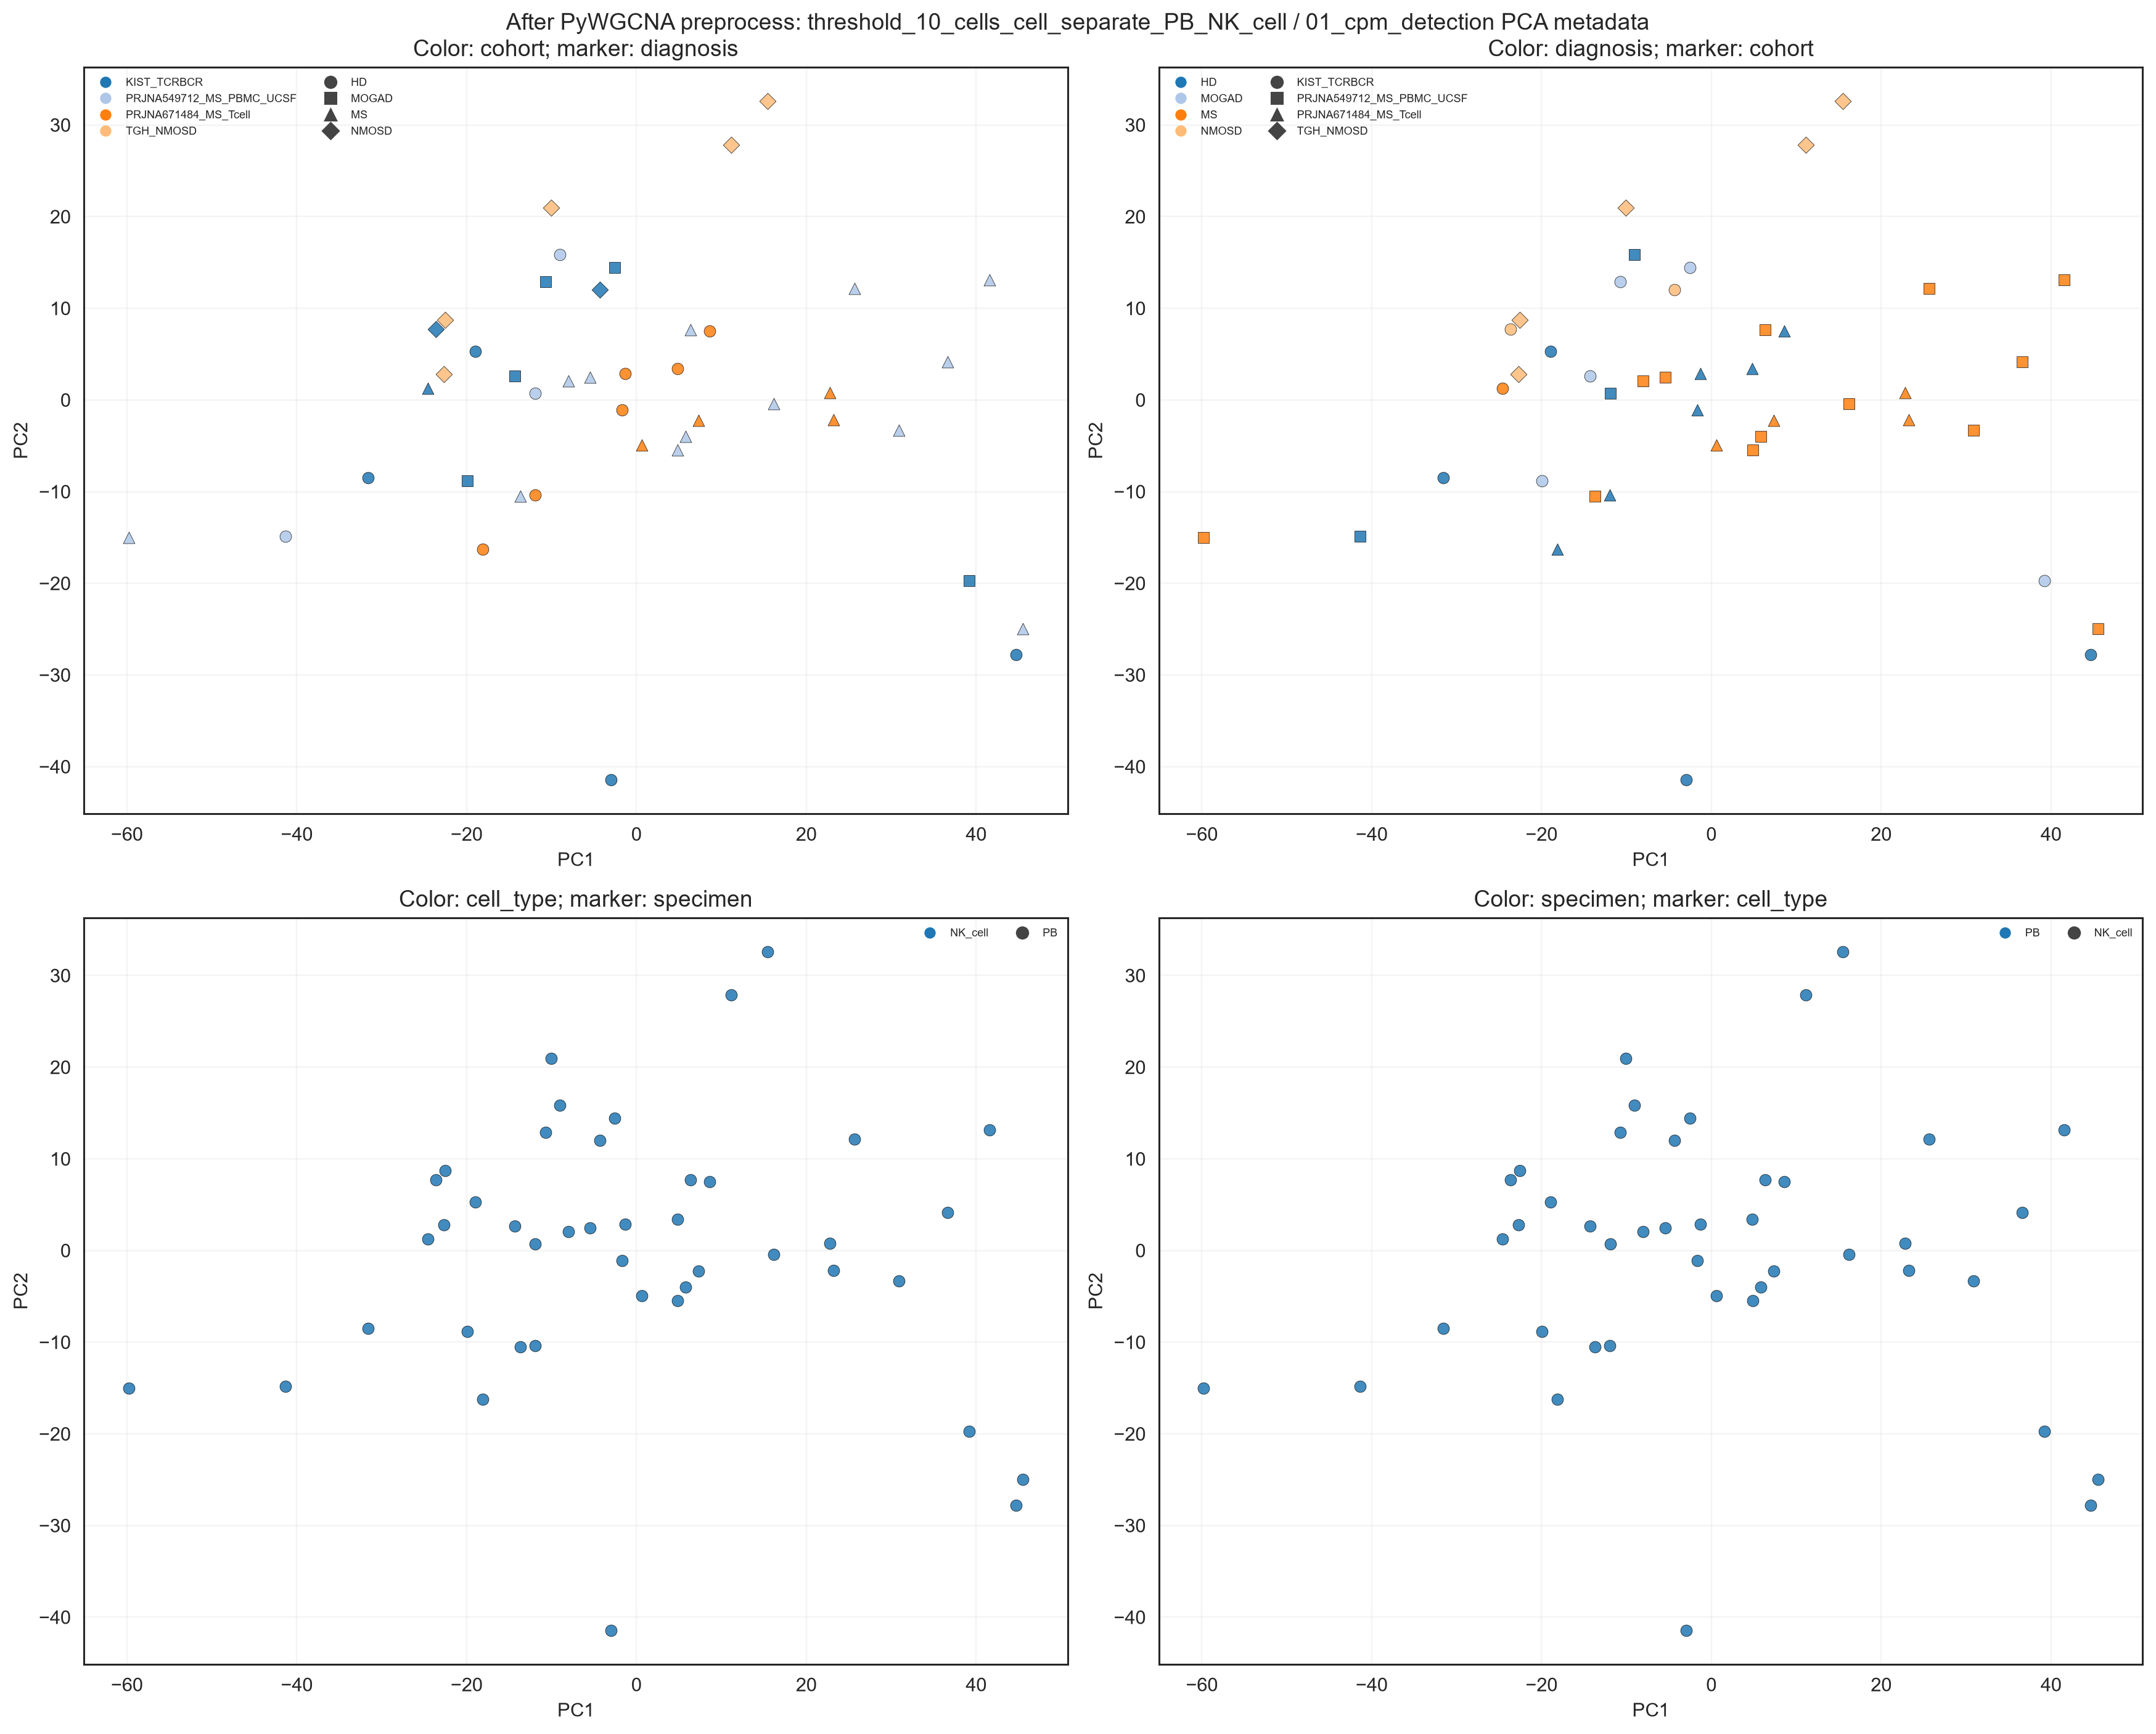 After PyWGCNA preprocess: threshold_10_cells_cell_separate_PB_NK_cell / 01_cpm_detection PCA metadata
Color: cohort; marker: diagnosis
KIST_TCRBCR
PRJNA549712_MS_PBMC_UCSF
PRJNA671484_MS_Tcell
TGH_NMOSD
HD
MOGAD
MS
NMOSD
30
20
10
0
−10
−20
−30
−40
PC2
−60 −40 −20 0 20 40
PC1
Color: diagnosis; marker: cohort
HD
MOGAD
MS
NMOSD
KIST_TCRBCR
PRJNA549712_MS_PBMC_UCSF
PRJNA671484_MS_Tcell
TGH_NMOSD
30
20
10
0
−10
−20
−30
−40
PC2
−60 −40 −20 0 20 40
PC1
Color: cell_type; marker: specimen
NK_cell PB
30
20
10
0
−10
−20
−30
−40
PC2
−60 −40 −20 0 20 40
PC1
Color: specimen; marker: cell_type
PB NK_cell
30
20
10
0
−10
−20
−30
−40
PC2
−60 −40 −20 0 20 40
PC1